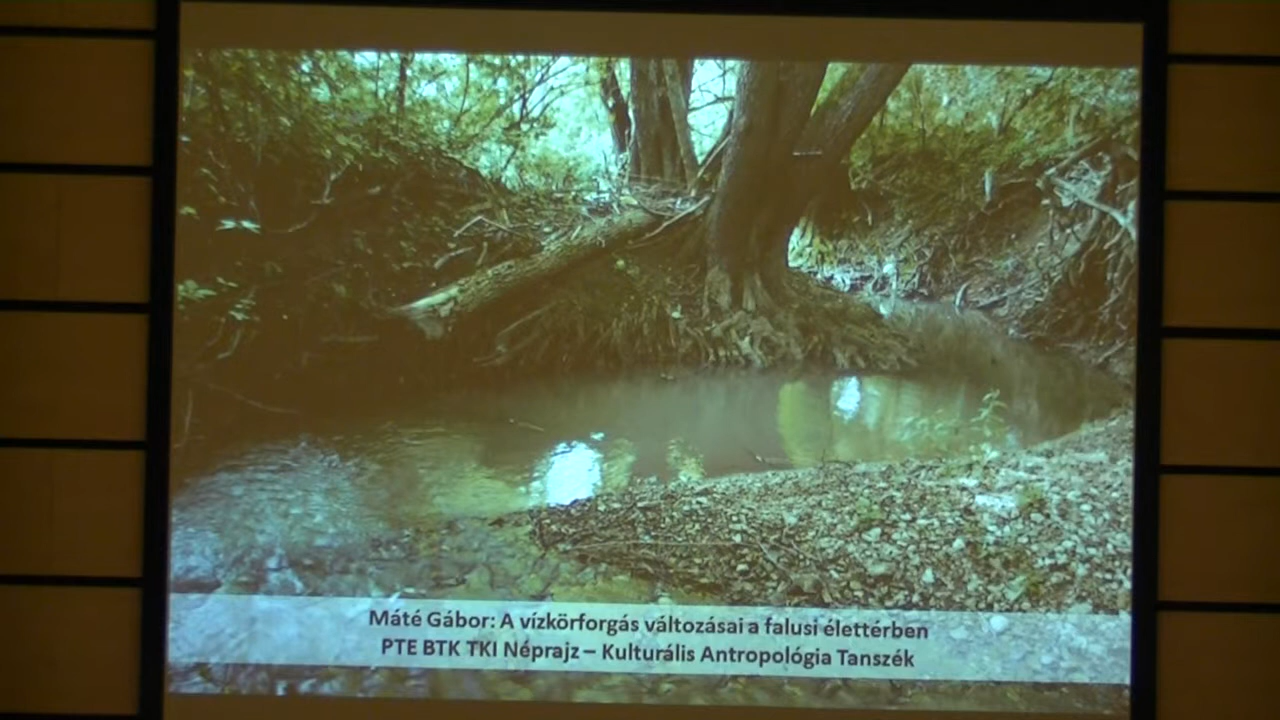 Máté Gábor: A vízkörforgás változásai a falusi élettérben
PTE BTK TKI Néprajz – Kulturális Antropológia Tanszék